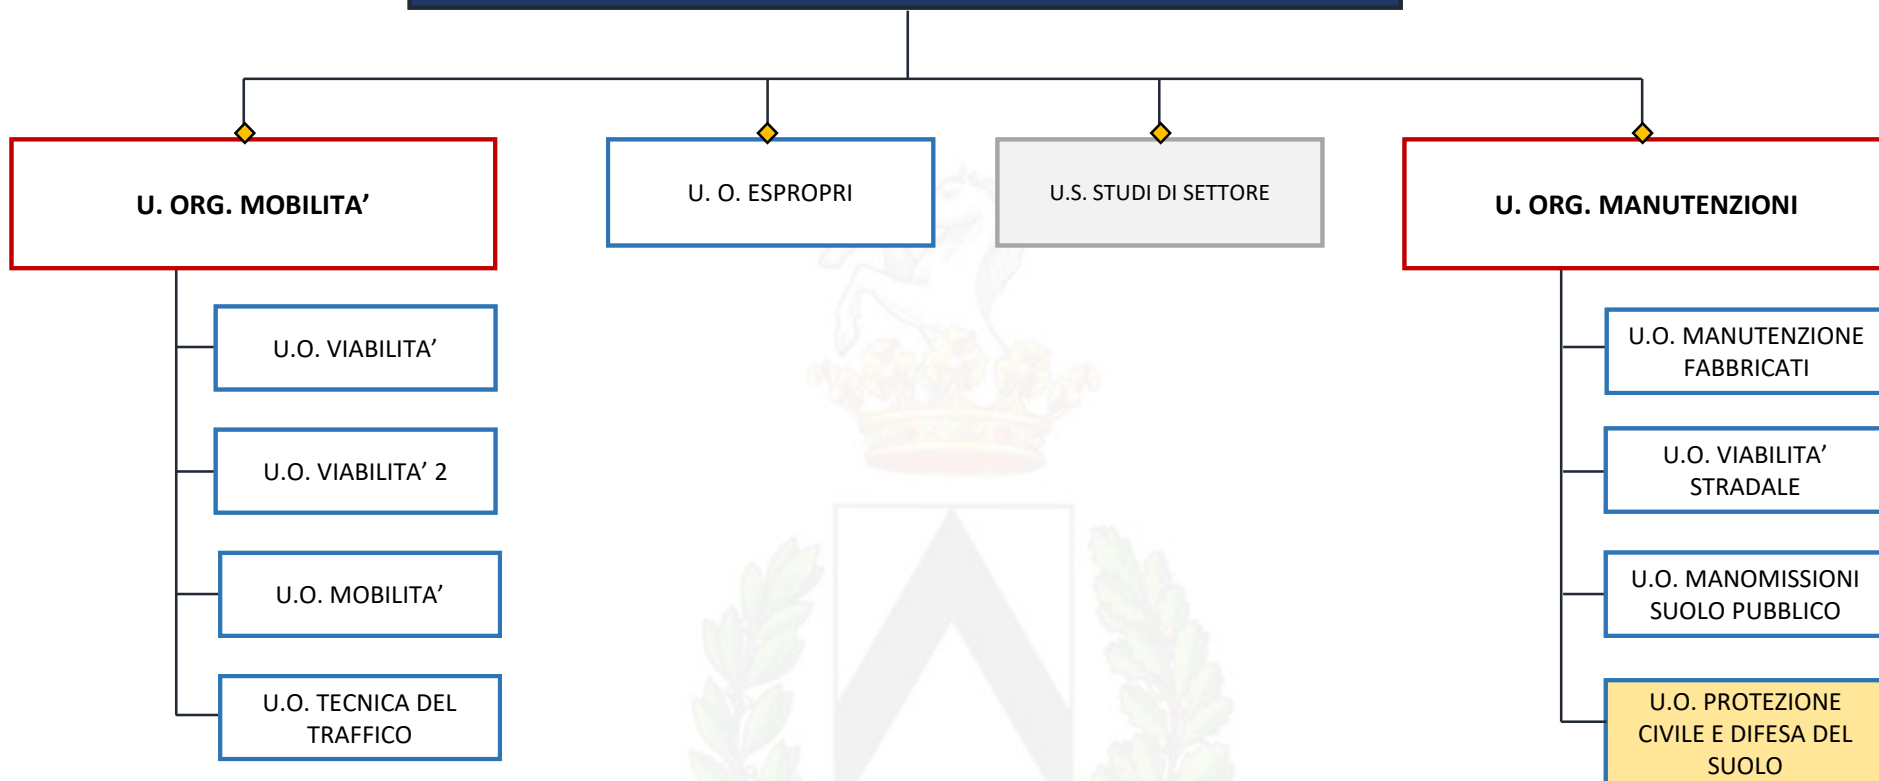 U. ORG. MOBILITA’
U. O. ESPROPRI
U.S. STUDI DI SETTORE
U. ORG. MANUTENZIONI
U.O. VIABILITA’
U.O. VIABILITA’ 2
U.O. MOBILITA’
U.O. TECNICA DEL
TRAFFICO
U.O. MANUTENZIONE
FABBRICATI
U.O. VIABILITA’
STRADALE
U.O. MANOMISSIONI
SUOLO PUBBLICO
U.O. PROTEZIONE
CIVILE E DIFESA DEL
SUOLO